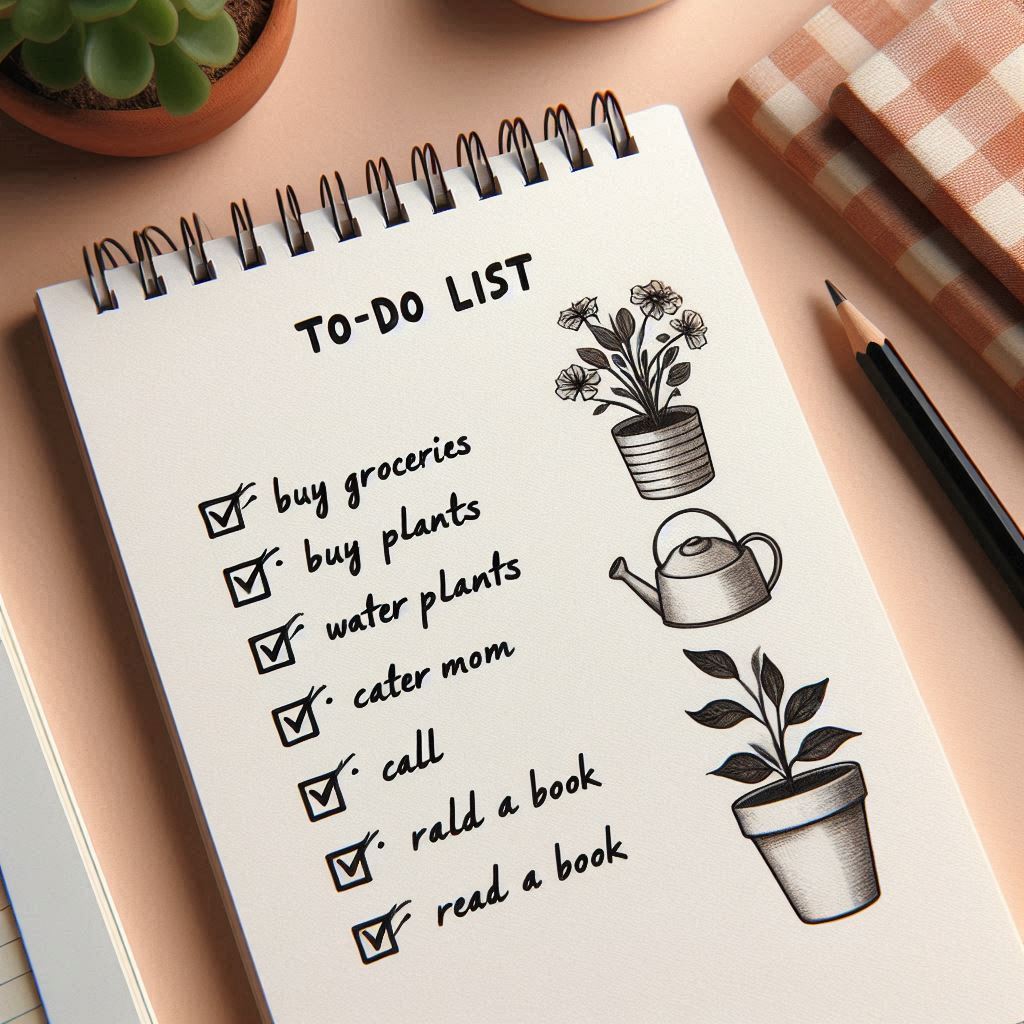 TO-DO LIST
buy groceries
buy plants
water plants
cater mom
call
rald a book
read a book